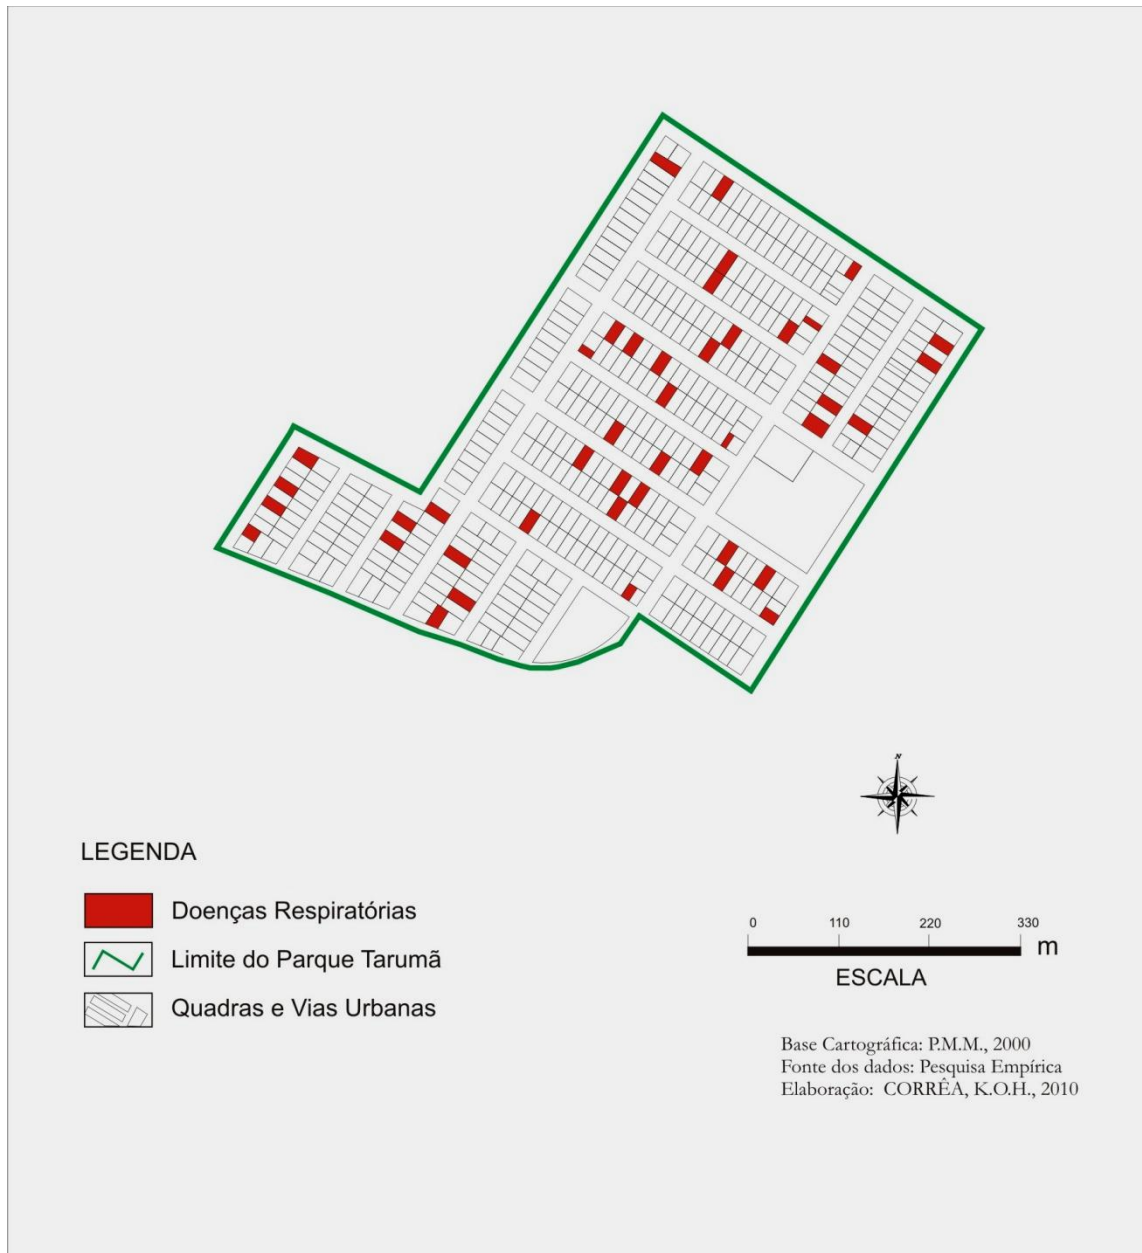 N
LEGENDA
Doenças Respiratórias
Limite do Parque Tarumã
Quadras e Vias Urbanas
0 110 220 330
m
ESCALA
Base Cartográfica: P.M.M., 2000
Fonte dos dados: Pesquisa Empírica
Elaboração: CORRÊA, K.O.H., 2010